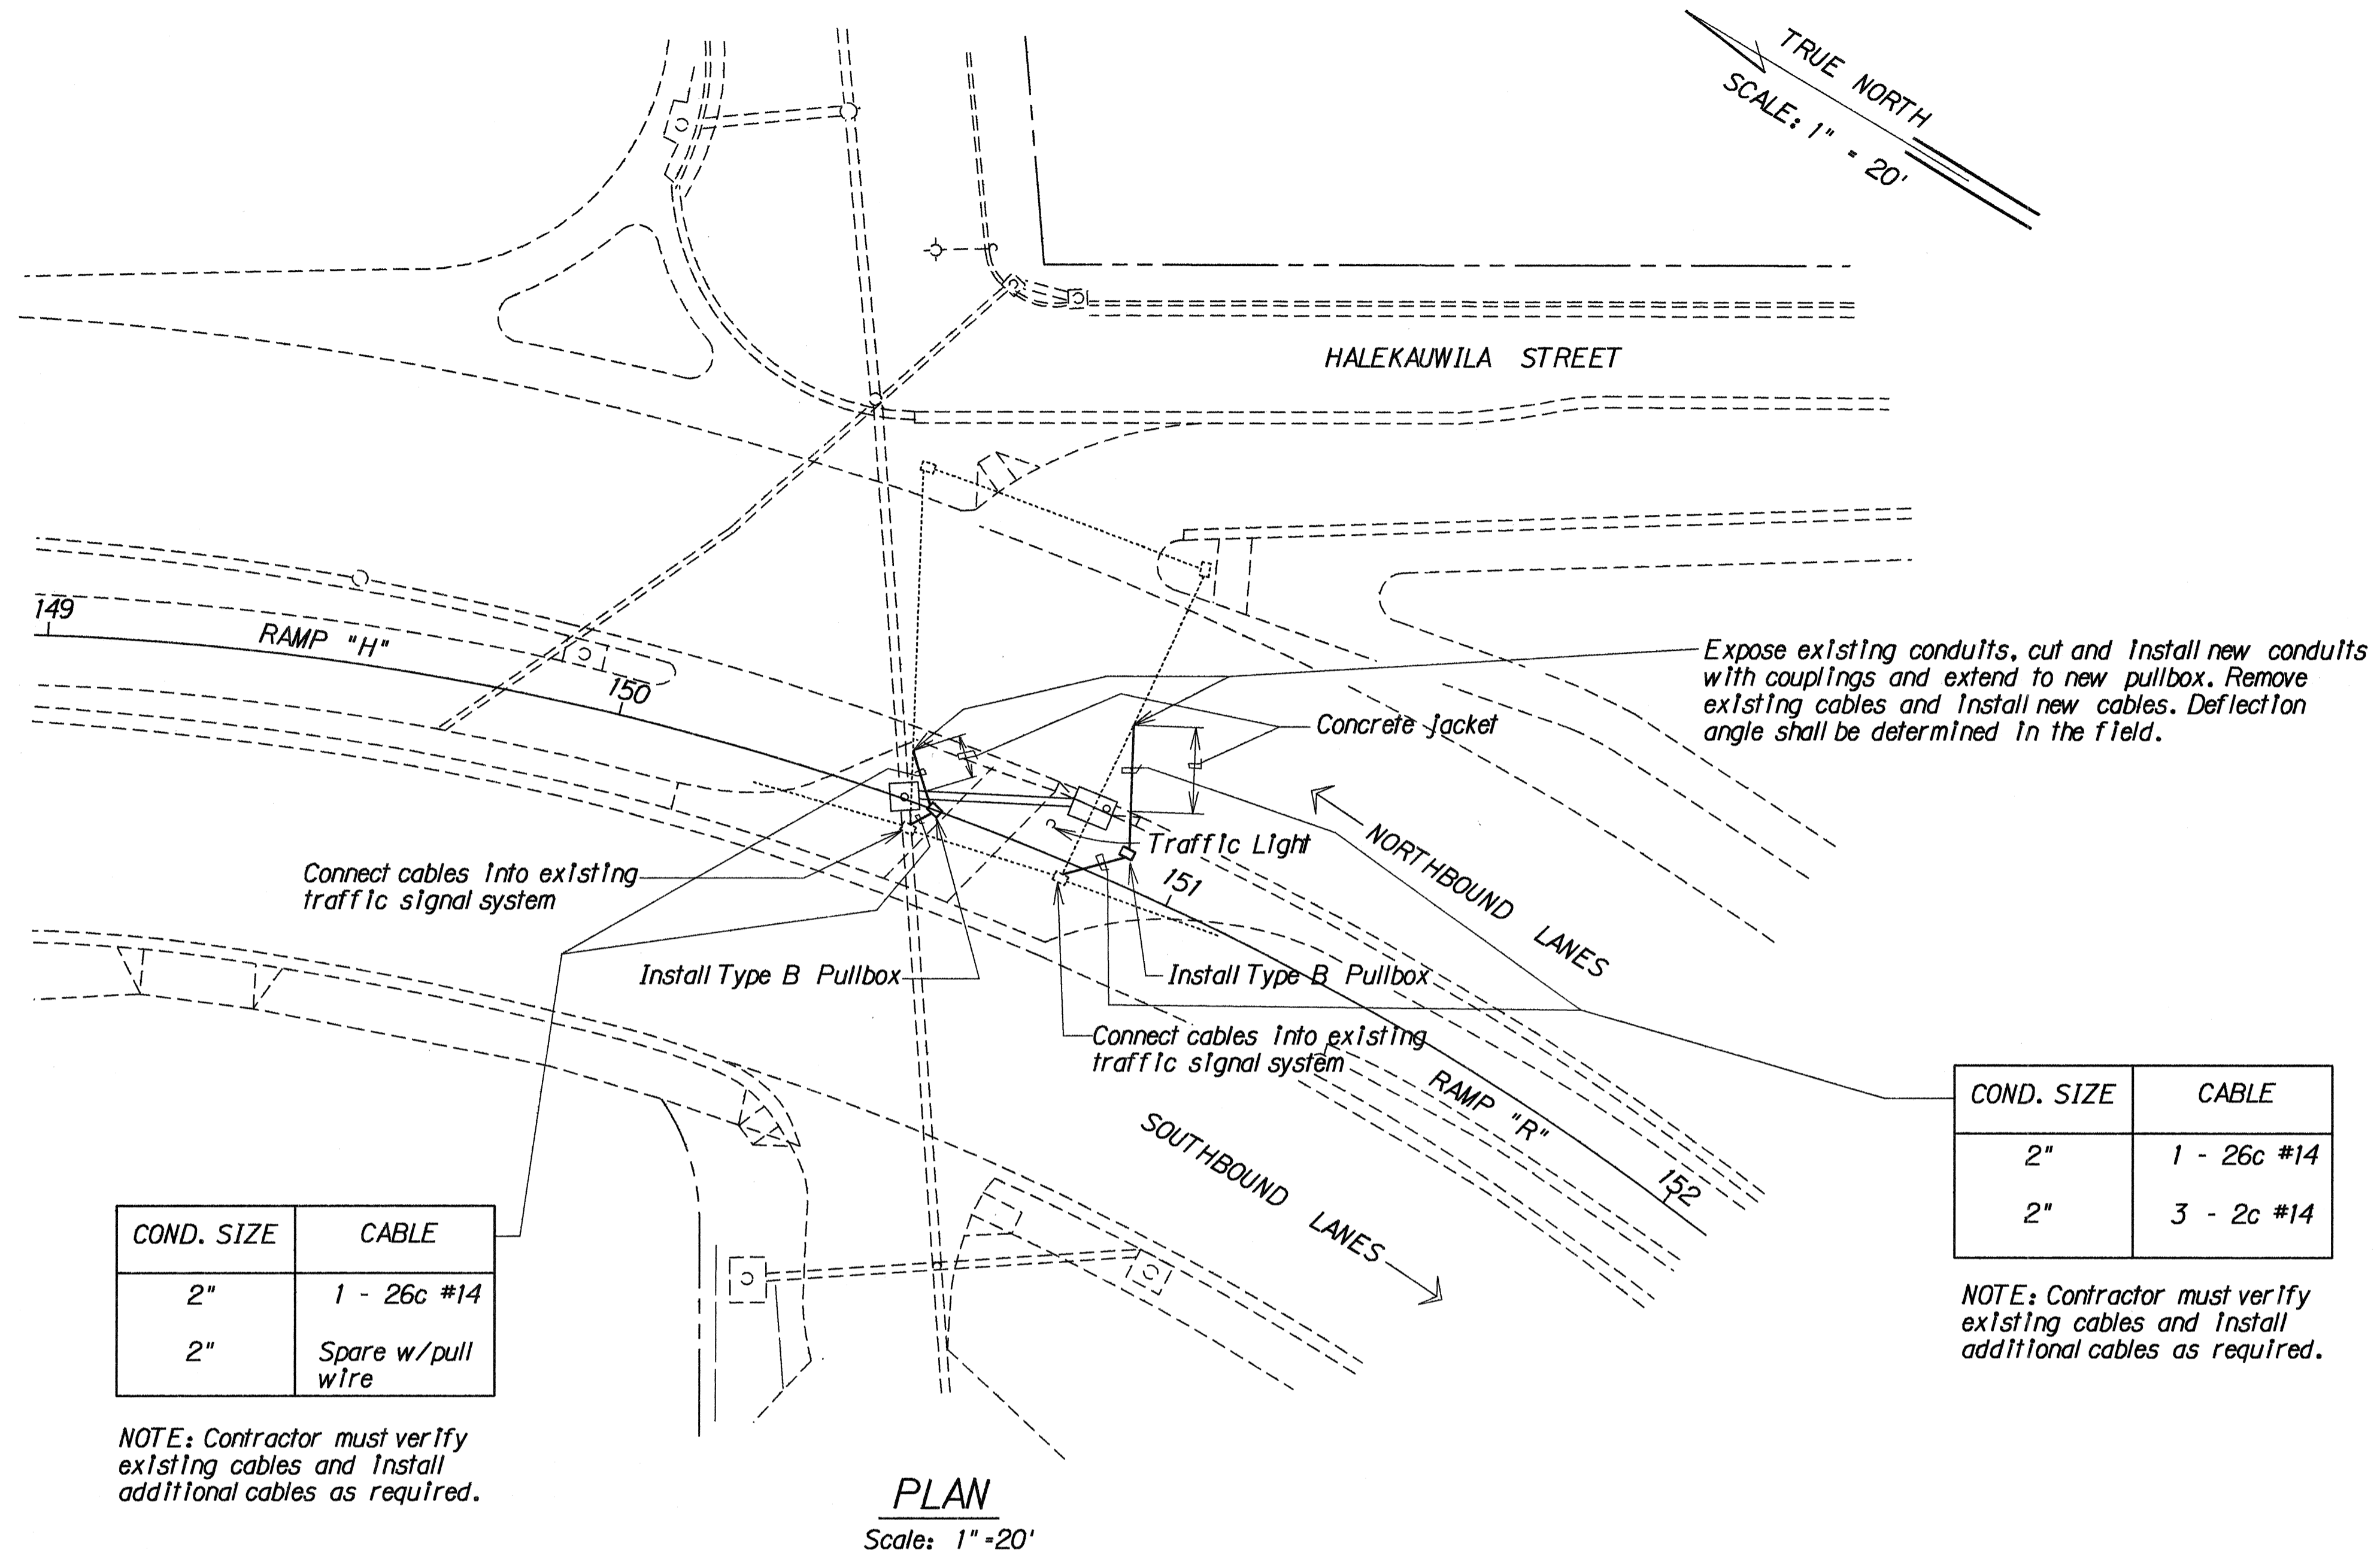 TRUE NORTH
SCALE: 1" = 20'
HALEKAUWILA STREET
149
RAMP "H"
150
Expose existing conduits, cut and install new conduits
with couplings and extend to new pullbox. Remove
existing cables and install new cables. Deflection
angle shall be determined in the field.
Concrete jacket
Traffic Light
NORTHBOUND LANES
Connect cables into existing
traffic signal system
151
Install Type B Pullbox
Install Type B Pullbox
Connect cables into existing
traffic signal system
RAMP "R"
152
SOUTHBOUND LANES
COND. SIZE CABLE
2" 1 - 26c #14
2" 3 - 2c #14
NOTE: Contractor must verify
existing cables and install
additional cables as required.
COND. SIZE CABLE
2" 1 - 26c #14
2" Spare w/pull
wire
NOTE: Contractor must verify
existing cables and install
additional cables as required.
PLAN
Scale: 1"=20'